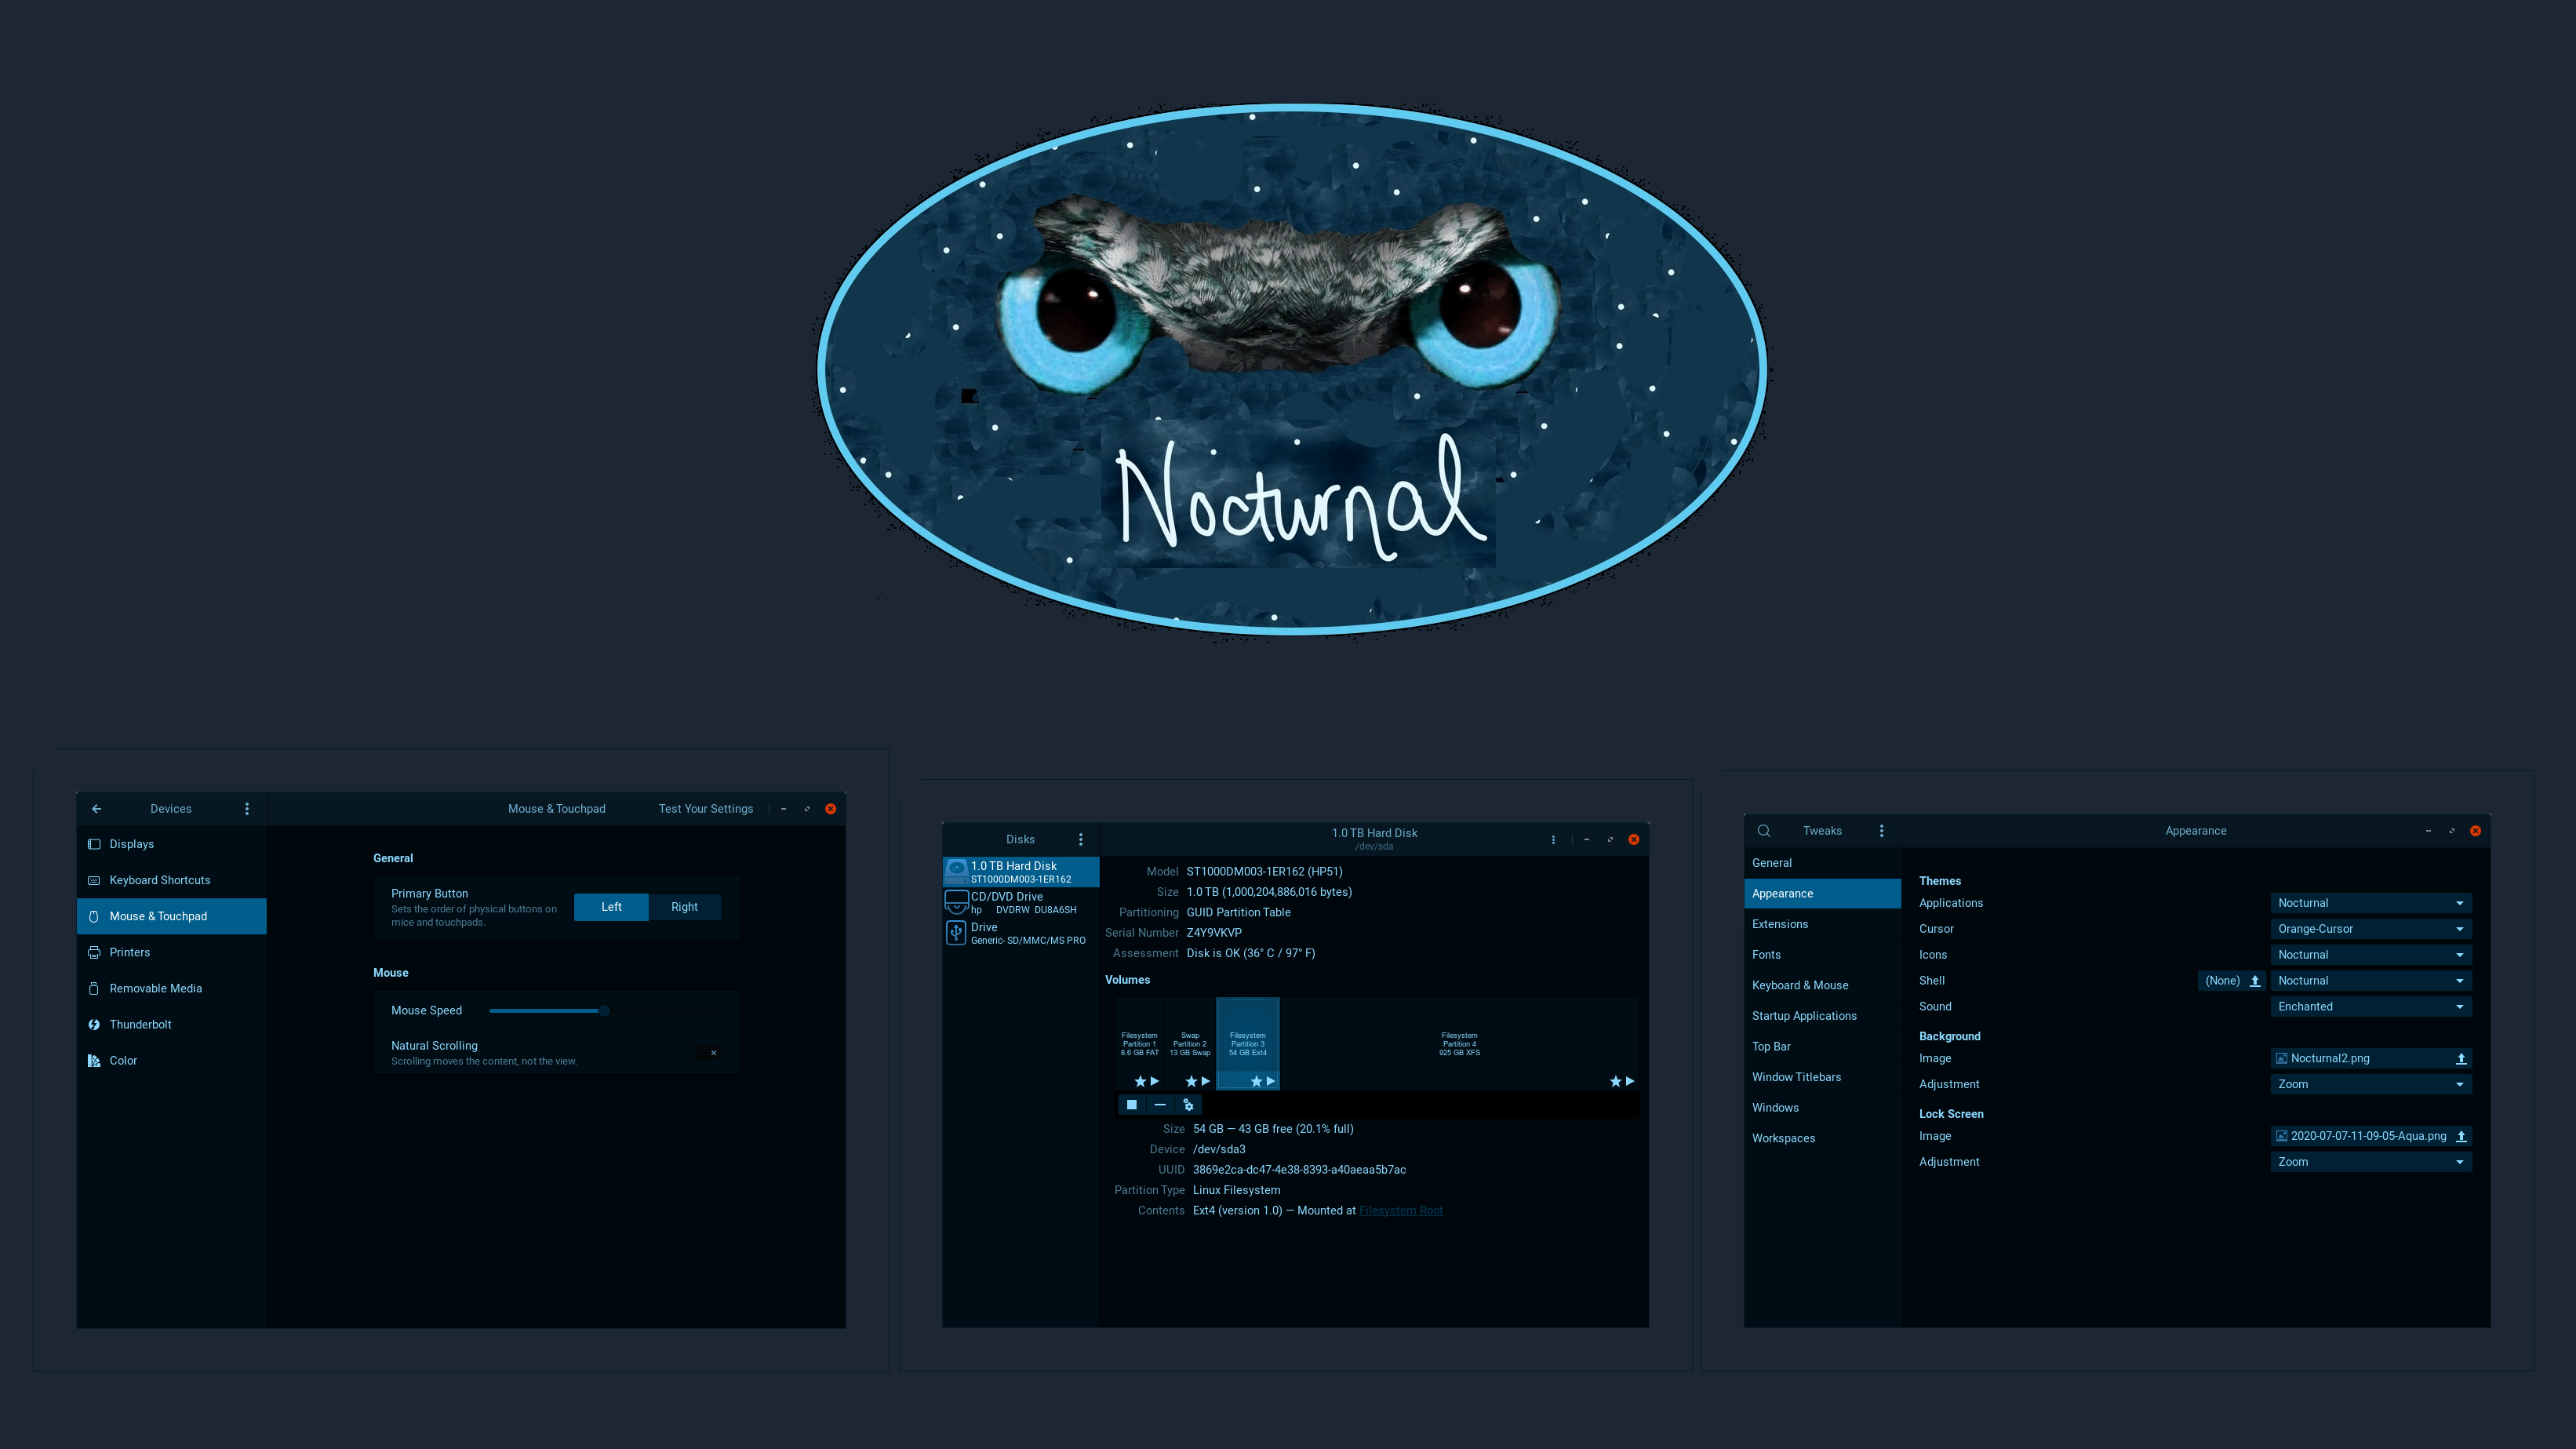 Nocturnal
Devices
Mouse & Touchpad
Test Your Settings
Displays
Keyboard Shortcuts
Mouse & Touchpad
Printers
Removable Media
Thunderbolt
Color
General
Primary Button
Sets the order of physical buttons on
mice and touchpads.
Left
Right
Mouse
Mouse Speed
Natural Scrolling
Scrolling moves the content, not the view.
Disks
1.0 TB Hard Disk
/dev/sda
1.0 TB Hard Disk
ST1000DM003-1ER162
CD/DVD Drive
hp DVDRW DU8A6SH
Drive
Generic- SD/MMC/MS PRO
Model ST1000DM003-1ER162 (HP51)
Size 1.0 TB (1,000,204,886,016 bytes)
Partitioning GUID Partition Table
Serial Number Z4Y9VKVP
Assessment Disk is OK (36° C / 97° F)
Volumes
Filesystem
Partition 1
8.6 GB FAT
Swap
Partition 2
13 GB Swap
Filesystem
Partition 3
54 GB Ext4
Filesystem
Partition 4
925 GB XFS
Size 54 GB — 43 GB free (20.1% full)
Device /dev/sda3
UUID 3869e2ca-dc47-4e38-8393-a40aeaa5b7ac
Partition Type Linux Filesystem
Contents Ext4 (version 1.0) — Mounted at Filesystem Root
Tweaks
Appearance
General
Appearance
Extensions
Fonts
Keyboard & Mouse
Startup Applications
Top Bar
Window Titlebars
Windows
Workspaces
Themes
Applications Nocturnal
Cursor Orange-Cursor
Icons Nocturnal
Shell (None) Nocturnal
Sound Enchanted
Background
Image Nocturnal2.png
Adjustment Zoom
Lock Screen
Image 2020-07-07-11-09-05-Aqua.png
Adjustment Zoom